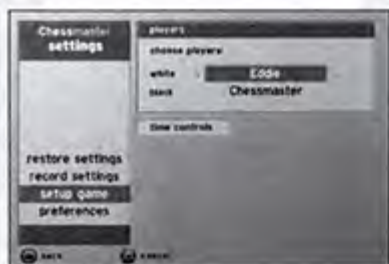 Chessmaster
settings
restore settings
record settings
setup game
preferences
BACK
players
choose players
white
Eddie
black
Chessmaster
time controls
CANCEL